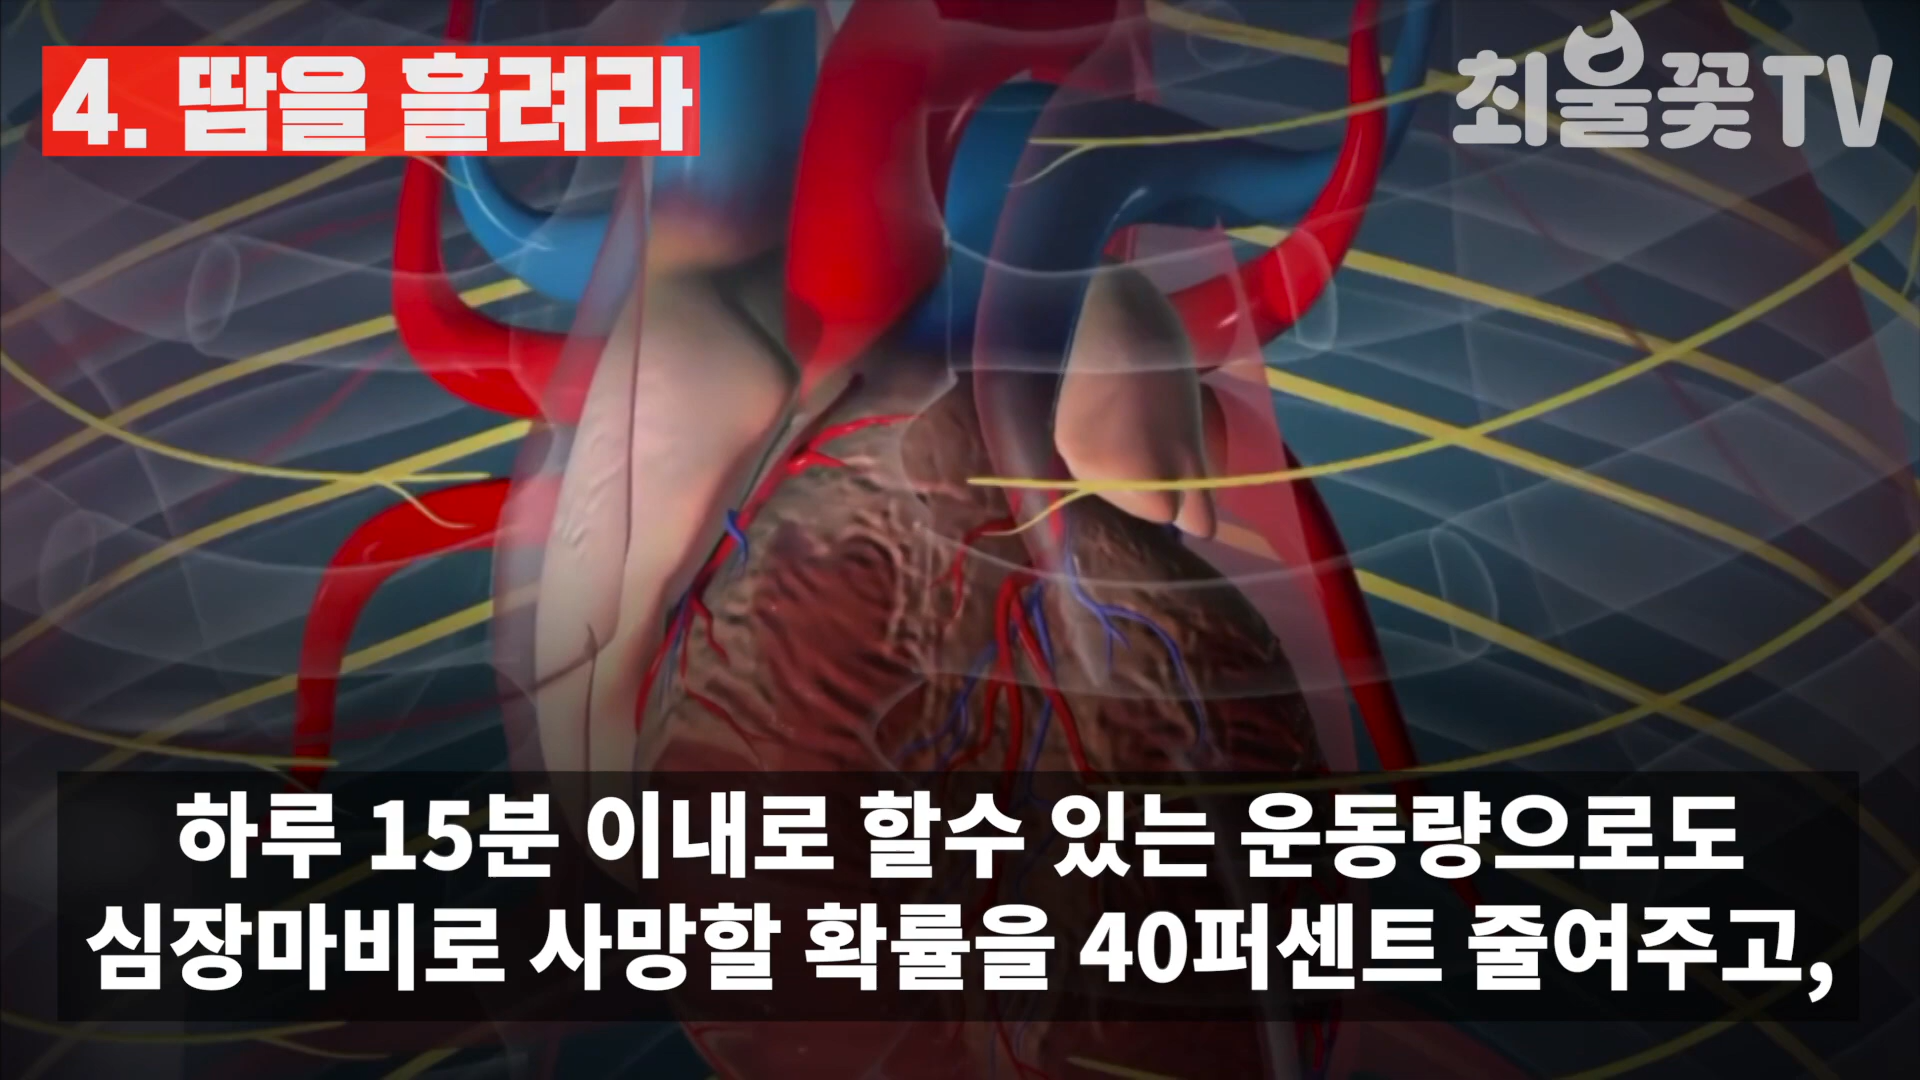 4. 땁을 흘려라
최울꽃TV
하루 15분 이내로 할수 있는 운동량으로도
심장마비로 사망할 확률을 40퍼센트 줄여주고,